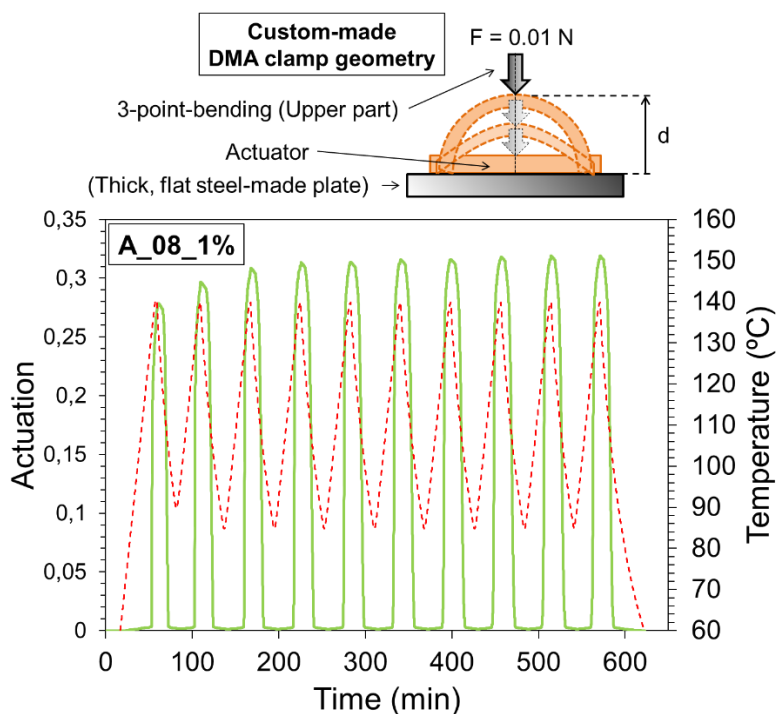 Custom-made
DMA clamp geometry
F = 0.01 N
3-point-bending (Upper part)
d
Actuator
(Thick, flat steel-made plate)
A_08_1%
0,35
0,3
0,25
0,2
0,15
0,1
0,05
0
Actuation
160
150
140
130
120
110
100
90
80
70
60
Temperature (ºC)
0 100 200 300 400 500 600
Time (min)